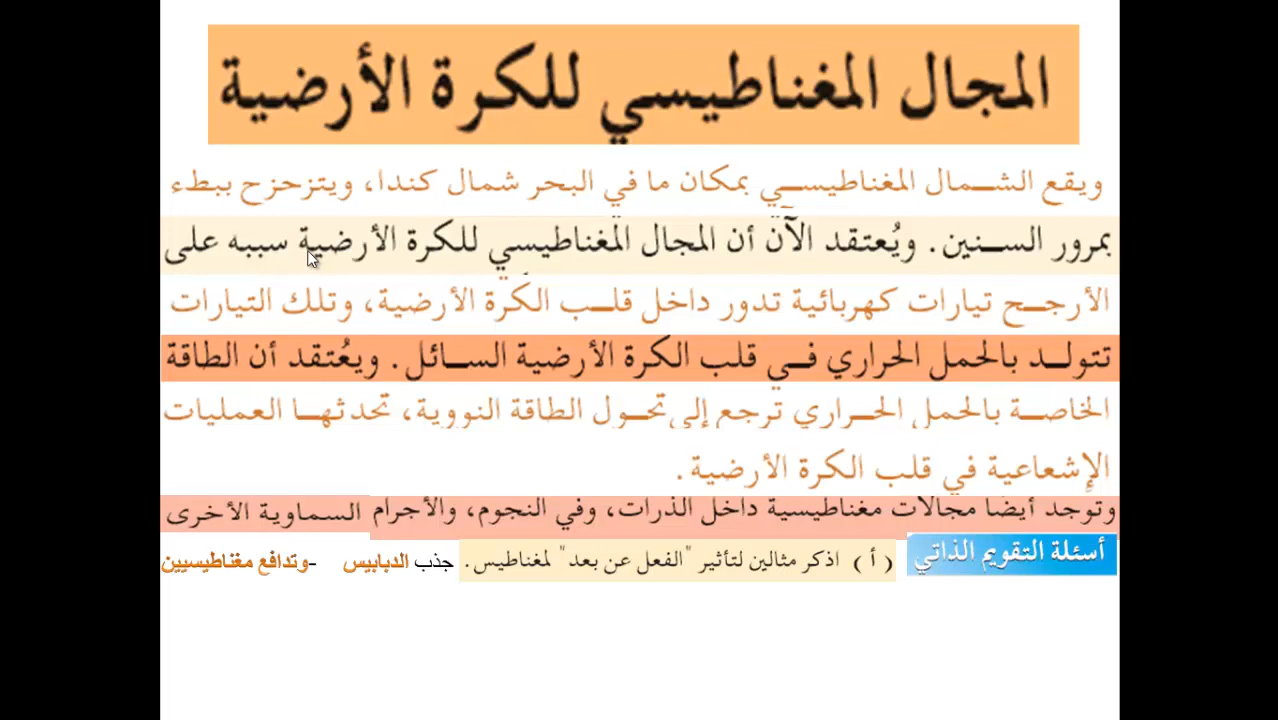 المجال المغناطيسي للكرة الأرضية
ويقع الشمال المغناطيسي بمكان ما في البحر شمال كندا، ويتزحزح ببطء
بمرور السنين. ويُعتقد الآن أن المجال المغناطيسي للكرة الأرضية سببه على
الأرجح تيارات كهربائية تدور داخل قلب الكرة الأرضية، وتلك التيارات
تتولد بالحمل الحراري في قلب الكرة الأرضية السائل. ويُعتقد أن الطاقة
الخاصة بالحمل الحراري ترجع إلى تحول الطاقة النووية، تحدثها العمليات
الإشعاعية في قلب الكرة الأرضية.
وتوجد أيضا مجالات مغناطيسية داخل الذرات، وفي النجوم، والأجرام السماوية الأخرى
أسئلة التقويم الذاتي (أ) اذكر مثالين لتأثير "الفعل عن بعد" لمغناطيس. جذب الدبابيس -وتدافع مغناطيسيين